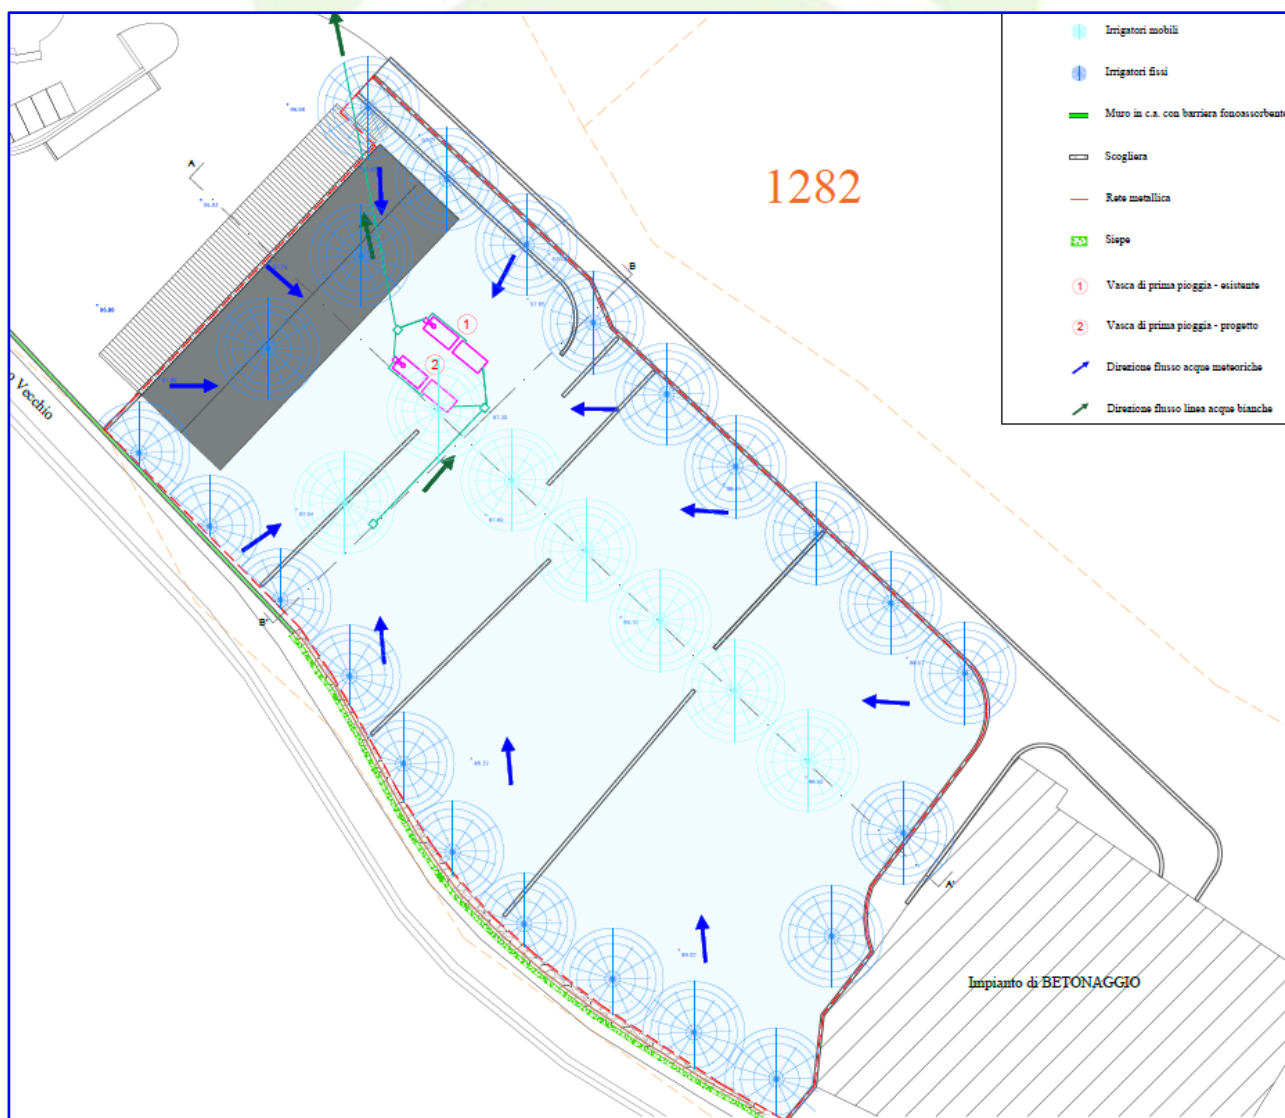 Irrigatori mobili
Irrigatori fissi
Muro in c.a. con barriera fonoassorbente
Scogliera
Rete metallica
Siepe
1 Vasca di prima pioggia - esistente
2 Vasca di prima pioggia - progetto
Direzione flusso acque meteoriche
Direzione flusso linea acque bianche
1282
A
B
1
2
o Vecchio
B'
A'
Impianto di BETONAGGIO